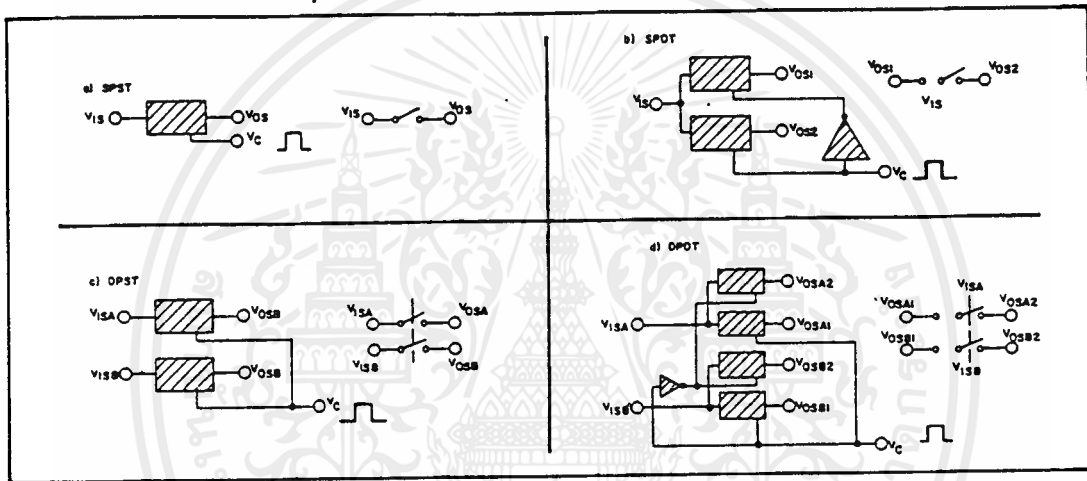 a) SPST
V1S
VOS
VC
V1S
VOS
b) SPDT
V1S
VOS1
VOS2
VC
VOS1
VOS2
V1S
c) DPST
V1SA
VOSB
V1SB
VOSB
VC
V1SA
VOSA
V1SB
VOSB
d) DPDT
VOSA2
V1SA
VOSA1
VOSB2
V1SB
VOSB1
VC
V1SA
VOSA1
VOSA2
VOSB1
VOSB2
V1SB